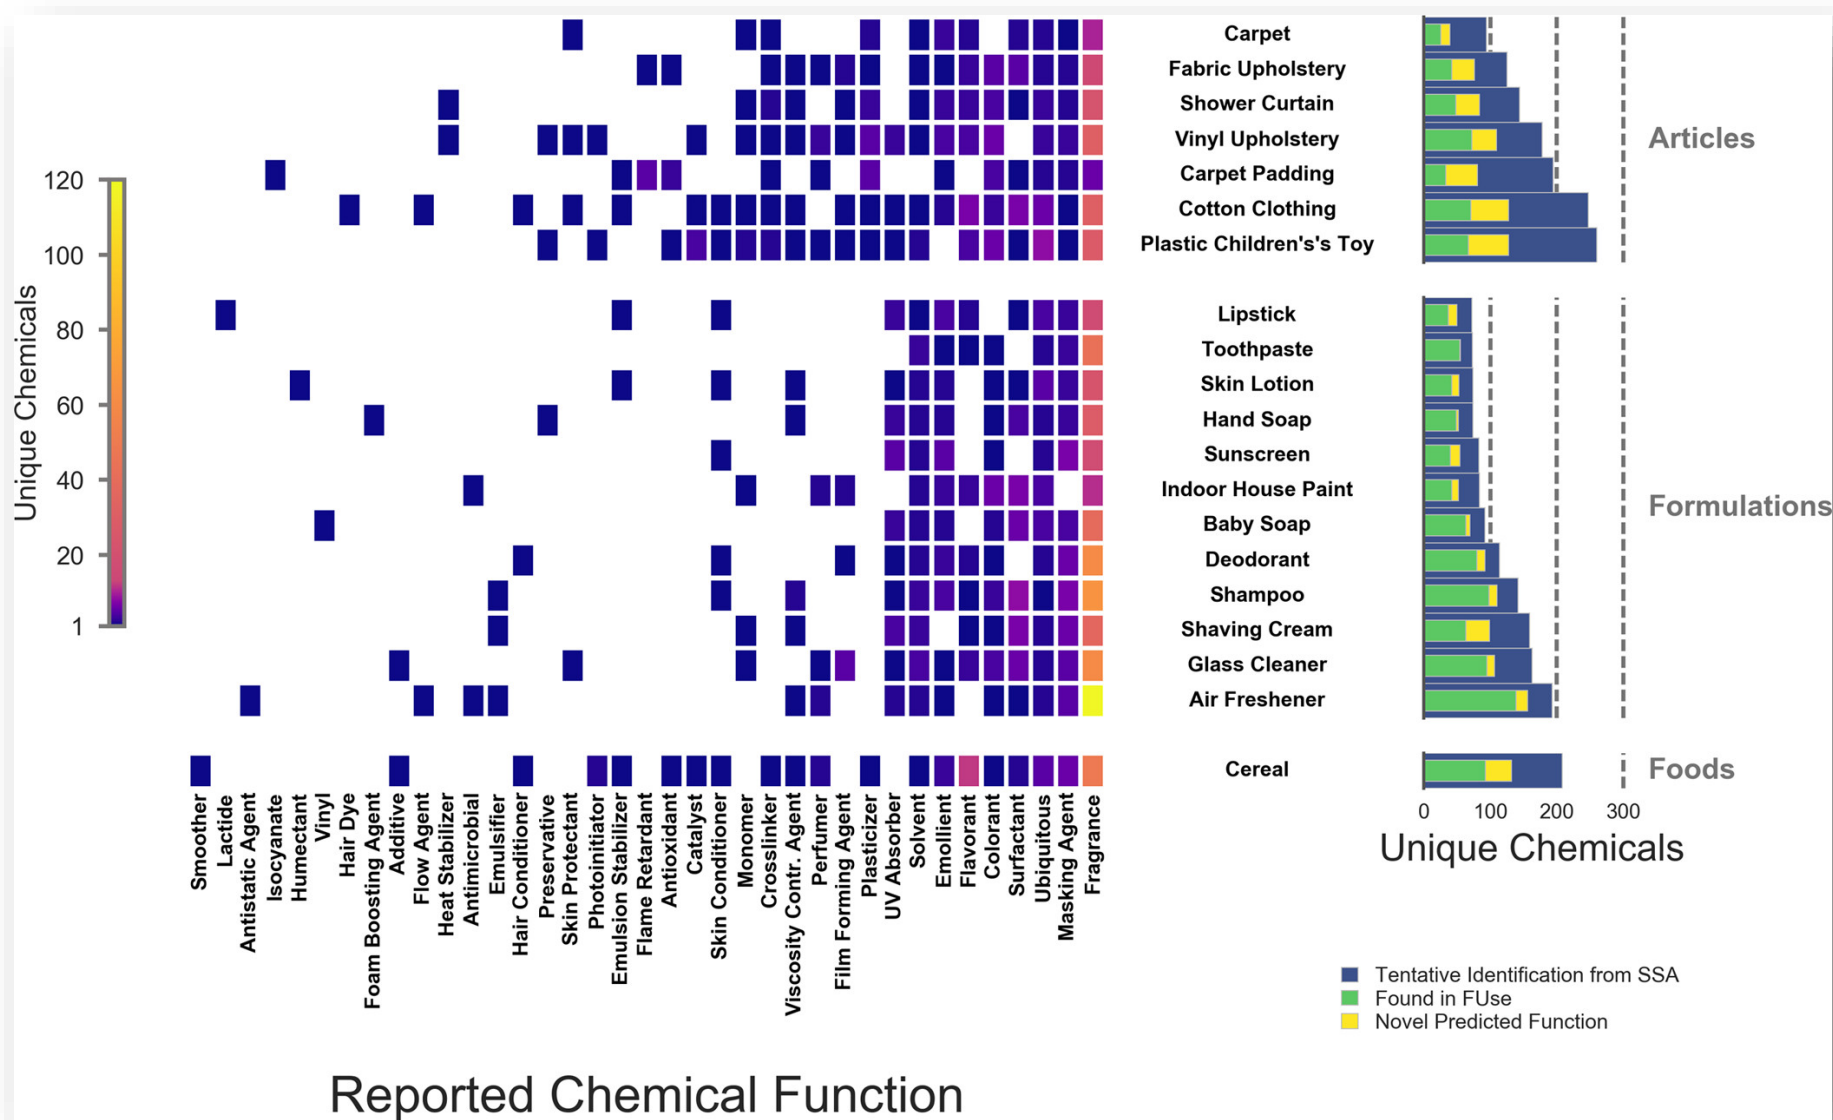 Unique Chemicals
120
100
80
60
40
20
1
Carpet
Fabric Upholstery
Shower Curtain
Vinyl Upholstery
Carpet Padding
Cotton Clothing
Plastic Children's's Toy
Articles
Lipstick
Toothpaste
Skin Lotion
Hand Soap
Sunscreen
Indoor House Paint
Baby Soap
Deodorant
Shampoo
Shaving Cream
Glass Cleaner
Air Freshener
Formulations
Cereal
Foods
Smoother
Lactide
Antistatic Agent
Isocyanate
Humectant
Vinyl
Hair Dye
Foam Boosting Agent
Additive
Flow Agent
Heat Stabilizer
Antimicrobial
Emulsifier
Hair Conditioner
Preservative
Skin Protectant
Photoinitiator
Emulsion Stabilizer
Flame Retardant
Antioxidant
Catalyst
Skin Conditioner
Monomer
Crosslinker
Viscosity Contr. Agent
Perfumer
Film Forming Agent
Plasticizer
UV Absorber
Solvent
Emollient
Flavorant
Colorant
Surfactant
Ubiquitous
Masking Agent
Fragrance
0 100 200 300
Unique Chemicals
Tentative Identification from SSA
Found in FUse
Novel Predicted Function
Reported Chemical Function